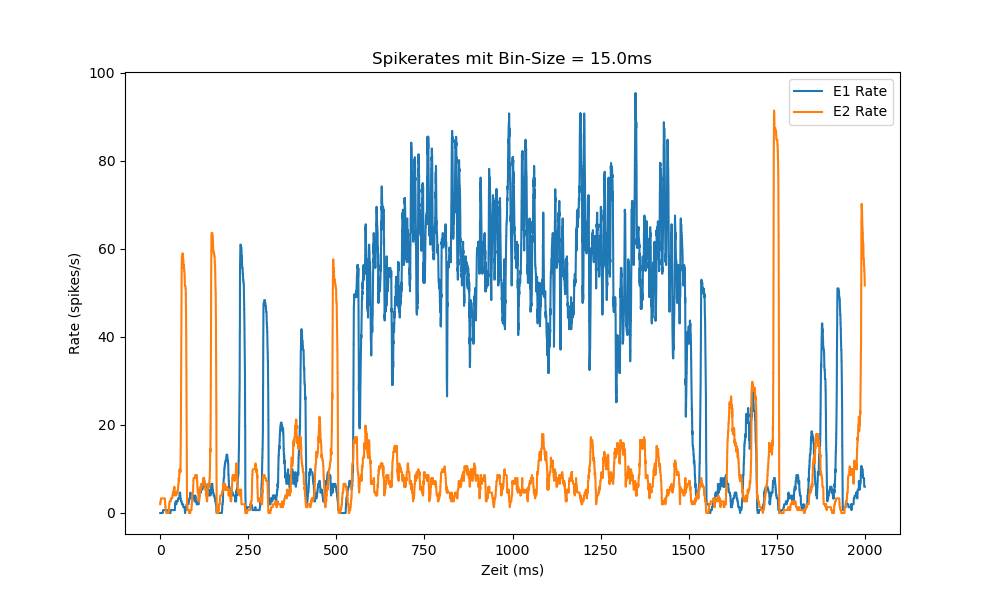 Spikerates mit Bin-Size = 15.0ms
E1 Rate
E2 Rate
100
80
60
40
20
0
Rate (spikes/s)
0 250 500 750 1000 1250 1500 1750 2000
Zeit (ms)